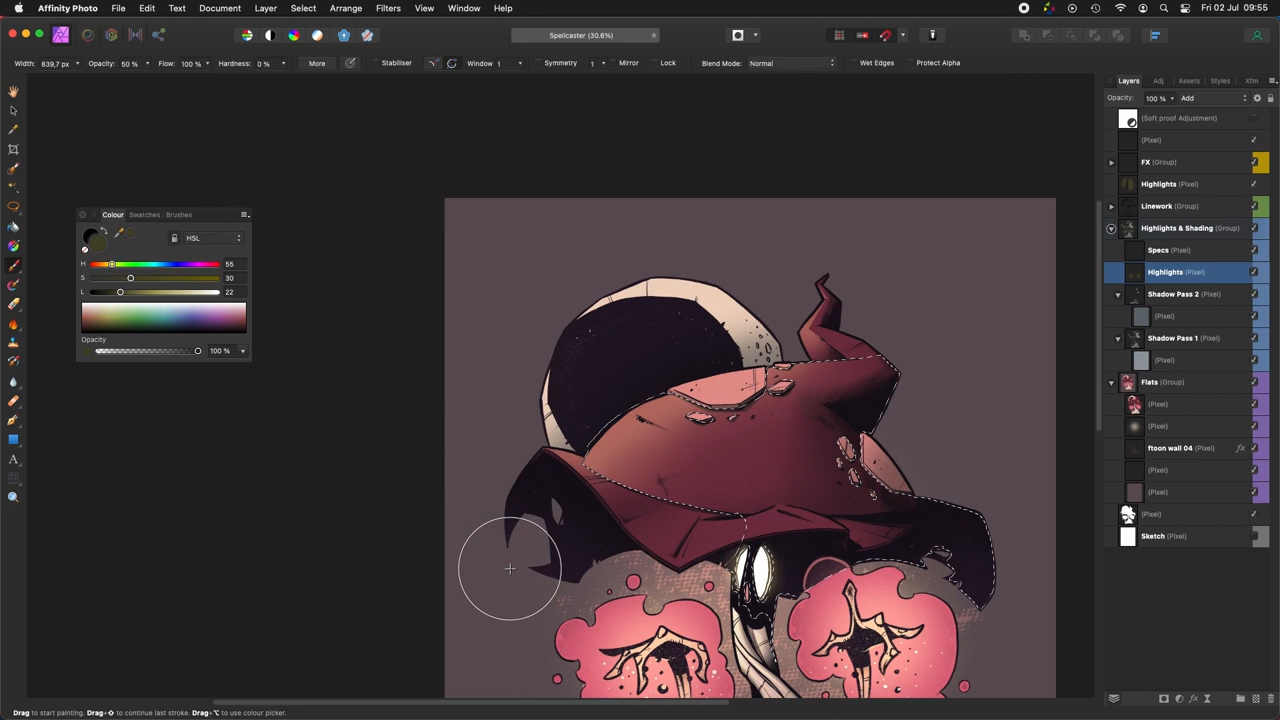 Affinity Photo File Edit Text Document Layer Select Arrange Filters View Window Help Fri 02 Jul 09:55
Spellcaster (30.6%)
Width: 839,7 px Opacity: 50 % Flow: 100 % Hardness: 0 % More Stabiliser Window 1 Symmetry 1 Mirror Lock Blend Mode: Normal Wet Edges Protect Alpha
Layers Adj Assets Styles Xfm
Opacity: 100 % Add
(Soft proof Adjustment)
(Pixel)
FX (Group)
Highlights (Pixel)
Linework (Group)
Highlights & Shading (Group)
Specs (Pixel)
Highlights (Pixel)
Shadow Pass 2 (Pixel)
(Pixel)
Shadow Pass 1 (Pixel)
(Pixel)
Flats (Group)
(Pixel)
(Pixel)
ftoon wall 04 (Pixel) fx
(Pixel)
(Pixel)
(Pixel)
Sketch (Pixel)
Colour Swatches Brushes
HSL
H 55
S 30
L 22
Opacity
100 %
Drag to start painting. Drag+⇧ to continue last stroke. Drag+⌥ to use colour picker.